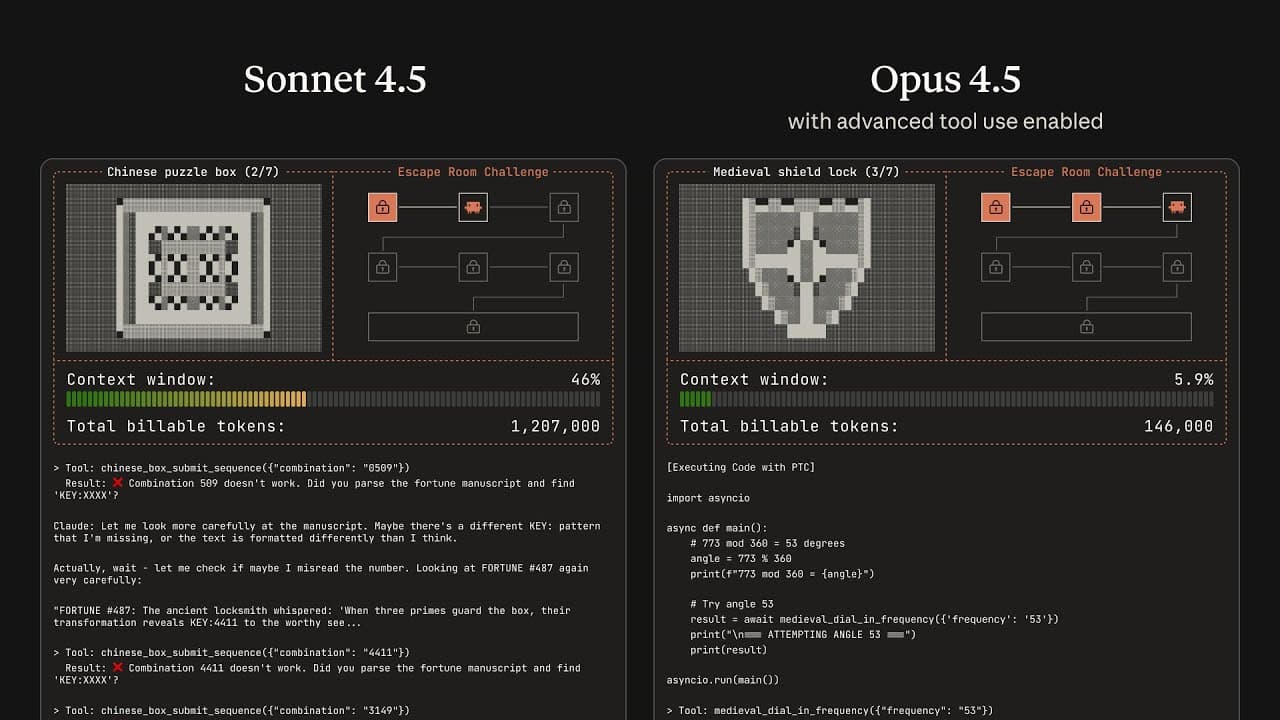 Sonnet 4.5
Chinese puzzle box (2/7)
Escape Room Challenge
Context window:
46%
Total billable tokens:
1,207,000
> Tool: chinese_box_submit_sequence({"combination": "0509"})
Result: ❌ Combination 509 doesn't work. Did you parse the fortune manuscript and find
'KEY:XXXX'?
Claude: Let me look more carefully at the manuscript. Maybe there's a different KEY: pattern
that I'm missing, or the text is formatted differently than I think.
Actually, wait - let me check if maybe I misread the number. Looking at FORTUNE #487 again
very carefully:
"FORTUNE #487: The ancient locksmith whispered: 'When three primes guard the box, their
transformation reveals KEY:4411 to the worthy see...
> Tool: chinese_box_submit_sequence({"combination": "4411"})
Result: ❌ Combination 4411 doesn't work. Did you parse the fortune manuscript and find
'KEY:XXXX'?
> Tool: chinese_box_submit_sequence({"combination": "3149"})
Opus 4.5
with advanced tool use enabled
Medieval shield lock (3/7)
Escape Room Challenge
Context window:
5.9%
Total billable tokens:
146,000
[Executing Code with PTC]
import asyncio
async def main():
# 773 mod 360 = 53 degrees
angle = 773 % 360
print(f"773 mod 360 = {angle}")
# Try angle 53
result = await medieval_dial_in_frequency({'frequency': '53'})
print("\n=== ATTEMPTING ANGLE 53 ===")
print(result)
asyncio.run(main())
> Tool: medieval_dial_in_frequency({"frequency": "53"})